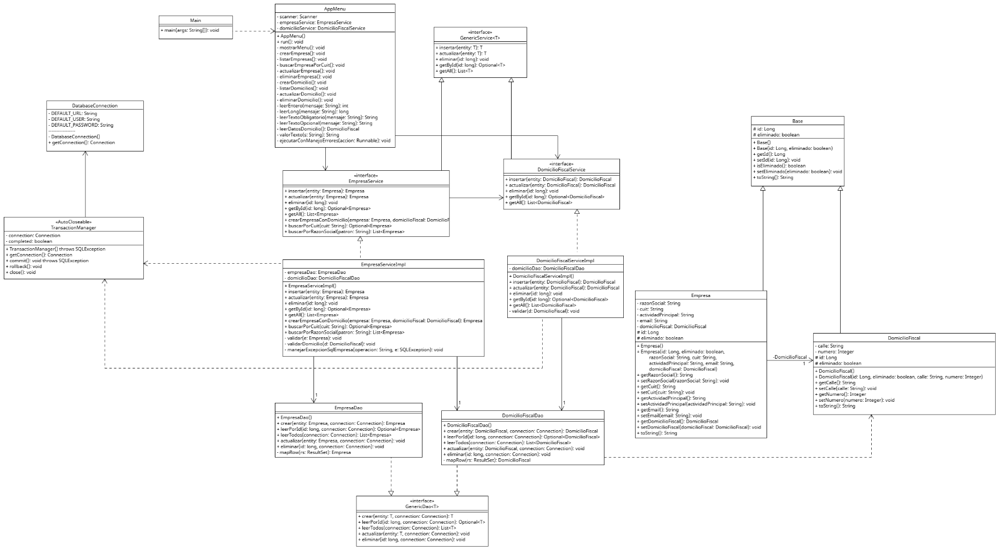 Main
+ main(args: String[]): void
AppMenu
- scanner: Scanner
- empresaService: EmpresaService
- domicilioService: DomicilioFiscalService
+ AppMenu()
+ run(): void
- mostrarMenu(): void
- crearEmpresa(): void
- listarEmpresas(): void
- buscarEmpresaPorCuit(): void
- actualizarEmpresa(): void
- eliminarEmpresa(): void
- crearDomicilio(): void
- listarDomicilios(): void
- actualizarDomicilio(): void
- eliminarDomicilio(): void
- leerEntero(mensaje: String): int
- leerLong(mensaje: String): long
- leerTextoObligatorio(mensaje: String): String
- leerTextoOpcional(mensaje: String): String
- leerDatosDomicilio(): DomicilioFiscal
- valorTexto(s: String): String
- ejecutarConManejoErrores(accion: Runnable): void
«interface»
GenericService<T>
+ insertar(entity: T): T
+ actualizar(entity: T): T
+ eliminar(id: long): void
+ getById(id: long): Optional<T>
+ getAll(): List<T>
DatabaseConnection
- DEFAULT_URL: String
- DEFAULT_USER: String
- DEFAULT_PASSWORD: String
-----------------
- DatabaseConnection()
+ getConnection(): Connection
Base
# id: Long
# eliminado: boolean
+ Base()
+ Base(id: Long, eliminado: boolean)
+ getId(): Long
+ setId(id: Long): void
+ isEliminado(): boolean
+ setEliminado(eliminado: boolean): void
+ toString(): String
«interface»
EmpresaService
+ insertar(entity: Empresa): Empresa
+ actualizar(entity: Empresa): Empresa
+ eliminar(id: long): void
+ getById(id: long): Optional<Empresa>
+ getAll(): List<Empresa>
+ crearEmpresaConDomicilio(empresa: Empresa, domicilioFiscal: DomicilioF
+ buscarPorCuit(cuit: String): Optional<Empresa>
+ buscarPorRazonSocial(patron: String): List<Empresa>
«interface»
DomicilioFiscalService
+ insertar(entity: DomicilioFiscal): DomicilioFiscal
+ actualizar(entity: DomicilioFiscal): DomicilioFiscal
+ eliminar(id: long): void
+ getById(id: long): Optional<DomicilioFiscal>
+ getAll(): List<DomicilioFiscal>
«AutoCloseable»
TransactionManager
- connection: Connection
- completed: boolean
+ TransactionManager() throws SQLException
+ getConnection(): Connection
+ commit(): void throws SQLException
+ rollback(): void
+ close(): void
EmpresaServiceImpl
- empresaDao: EmpresaDao
- domicilioDao: DomicilioFiscalDao
+ EmpresaServiceImpl()
+ insertar(entity: Empresa): Empresa
+ actualizar(entity: Empresa): Empresa
+ eliminar(id: long): void
+ getById(id: long): Optional<Empresa>
+ getAll(): List<Empresa>
+ crearEmpresaConDomicilio(empresa: Empresa, domicilioFiscal: DomicilioFiscal): Empresa
+ buscarPorCuit(cuit: String): Optional<Empresa>
+ buscarPorRazonSocial(patron: String): List<Empresa>
- validar(e: Empresa): void
- validarDomicilio(d: DomicilioFiscal): void
- manejarExcepcionSqlEmpresa(operacion: String, e: SQLException): void
DomicilioFiscalServiceImpl
- domicilioDao: DomicilioFiscalDao
+ DomicilioFiscalServiceImpl()
+ insertar(entity: DomicilioFiscal): DomicilioFiscal
+ actualizar(entity: DomicilioFiscal): DomicilioFiscal
+ eliminar(id: long): void
+ getById(id: long): Optional<DomicilioFiscal>
+ getAll(): List<DomicilioFiscal>
- validar(d: DomicilioFiscal): void
Empresa
- razonSocial: String
- cuit: String
- actividadPrincipal: String
- email: String
- domicilioFiscal: DomicilioFiscal
# id: Long
# eliminado: boolean
+ Empresa()
+ Empresa(id: Long, eliminado: boolean,
razonSocial: String, cuit: String,
actividadPrincipal: String, email: String,
domicilioFiscal: DomicilioFiscal)
+ getRazonSocial(): String
+ setRazonSocial(razonSocial: String): void
+ getCuit(): String
+ setCuit(cuit: String): void
+ getActividadPrincipal(): String
+ setActividadPrincipal(actividadPrincipal: String): void
+ getEmail(): String
+ setEmail(email: String): void
+ getDomicilioFiscal(): DomicilioFiscal
+ setDomicilioFiscal(domicilioFiscal: DomicilioFiscal): void
+ toString(): String
-DomicilioFiscal
1
DomicilioFiscal
- calle: String
- numero: Integer
# id: Long
# eliminado: boolean
+ DomicilioFiscal()
+ DomicilioFiscal(id: Long, eliminado: boolean, calle: String, numero: Integer)
+ getCalle(): String
+ setCalle(calle: String): void
+ getNumero(): Integer
+ setNumero(numero: Integer): void
+ toString(): String
1
1
1
EmpresaDao
+ EmpresaDao()
+ crear(entity: Empresa, connection: Connection): Empresa
+ leerPorId(id: long, connection: Connection): Optional<Empresa>
+ leerTodos(connection: Connection): List<Empresa>
+ actualizar(entity: Empresa, connection: Connection): void
+ eliminar(id: long, connection: Connection): void
- mapRow(rs: ResultSet): Empresa
DomicilioFiscalDao
+ DomicilioFiscalDao()
+ crear(entity: DomicilioFiscal, connection: Connection): DomicilioFiscal
+ leerPorId(id: long, connection: Connection): Optional<DomicilioFiscal>
+ leerTodos(connection: Connection): List<DomicilioFiscal>
+ actualizar(entity: DomicilioFiscal, connection: Connection): void
+ eliminar(id: long, connection: Connection): void
- mapRow(rs: ResultSet): DomicilioFiscal
«interface»
GenericDao<T>
+ crear(entity: T, connection: Connection): T
+ leerPorId(id: long, connection: Connection): Optional<T>
+ leerTodos(connection: Connection): List<T>
+ actualizar(entity: T, connection: Connection): void
+ eliminar(id: long, connection: Connection): void